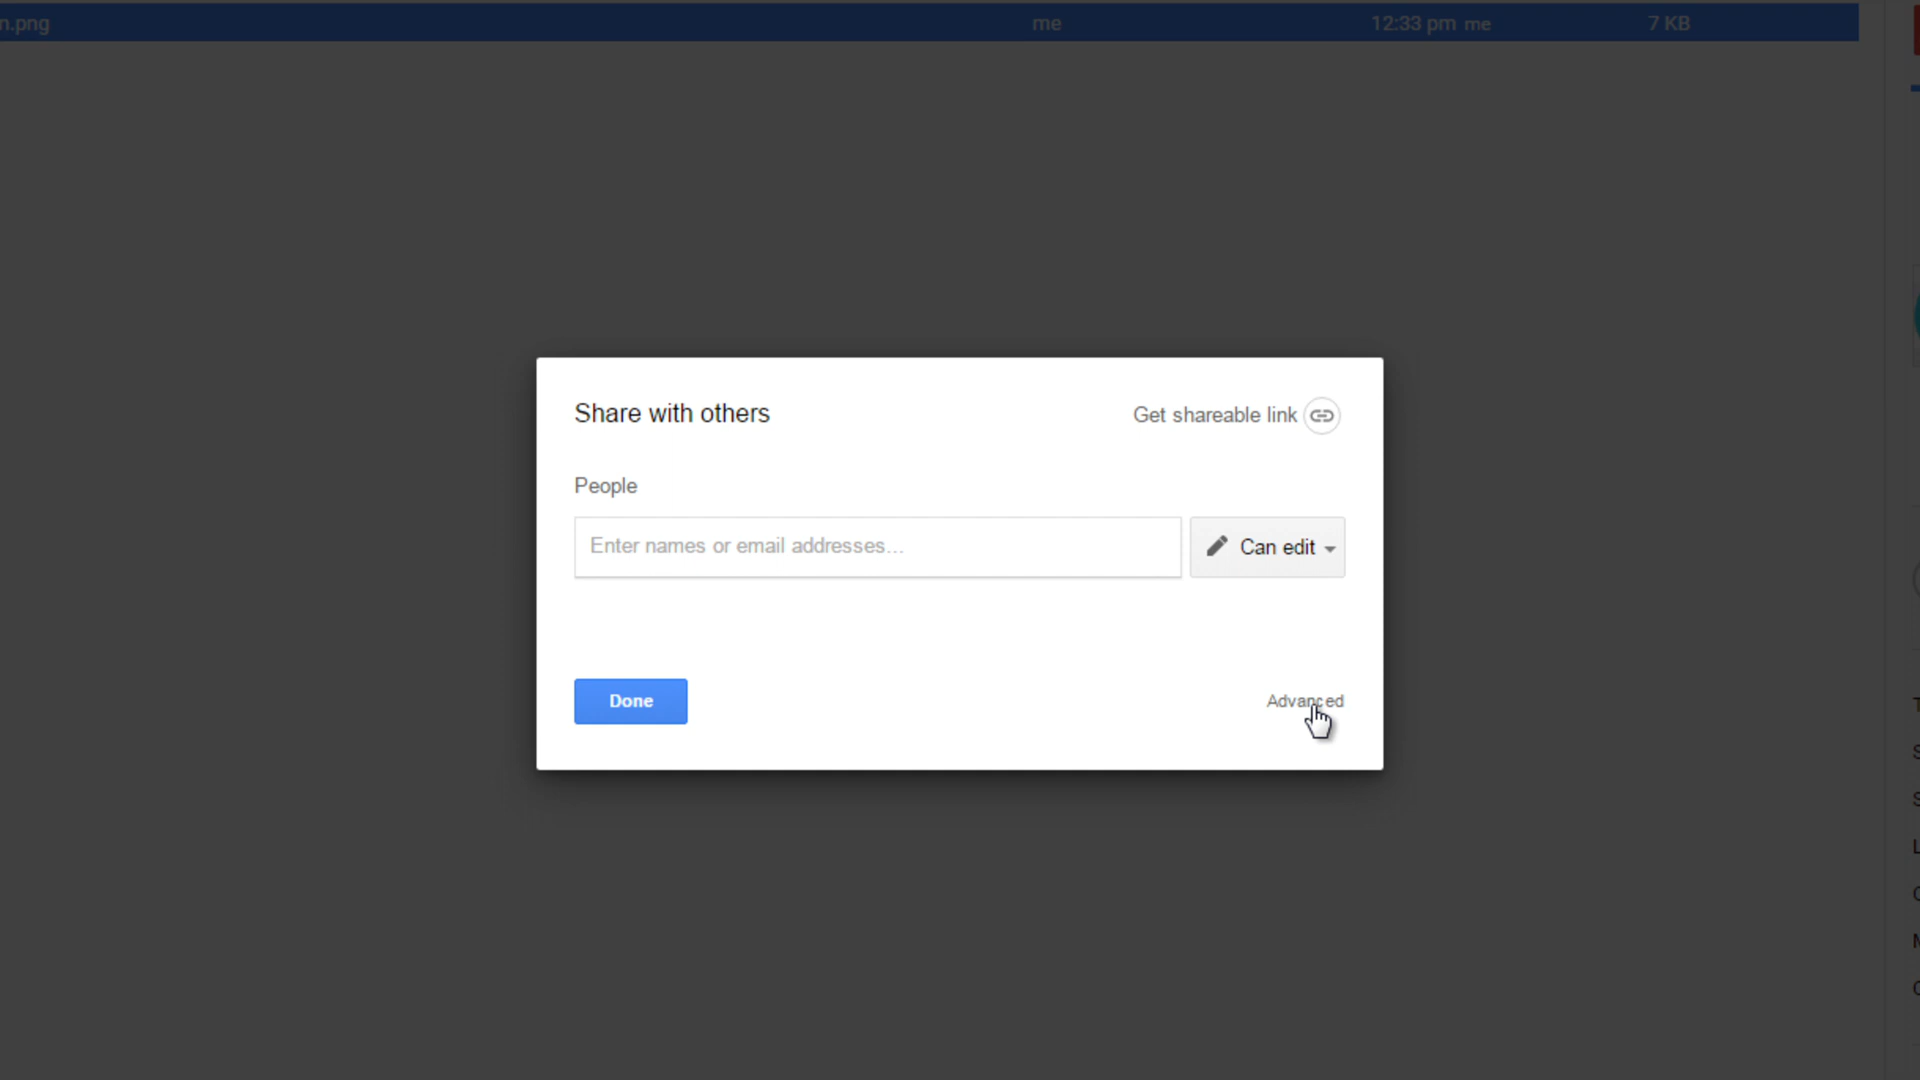 n.png me 12:33 pm me 7 KB
Share with others Get shareable link
People
Enter names or email addresses... Can edit
Done Advanced